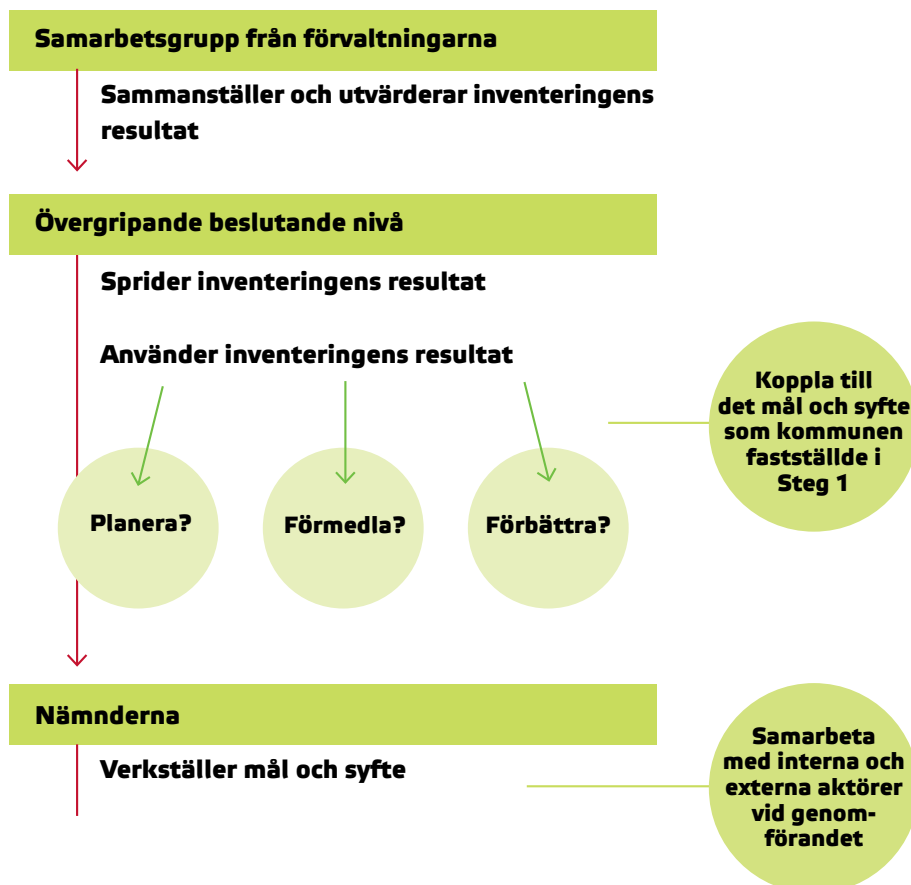 Samarbetsgrupp från förvaltningarna
Sammanställer och utvärderar inventeringens
resultat
Övergripande beslutande nivå
Sprider inventeringens resultat
Använder inventeringens resultat
Koppla till
det mål och syfte
som kommunen
fastställde i
Steg 1
Planera?
Förmedla?
Förbättra?
Nämnderna
Verkställer mål och syfte
Samarbeta
med interna och
externa aktörer
vid genom-
förandet